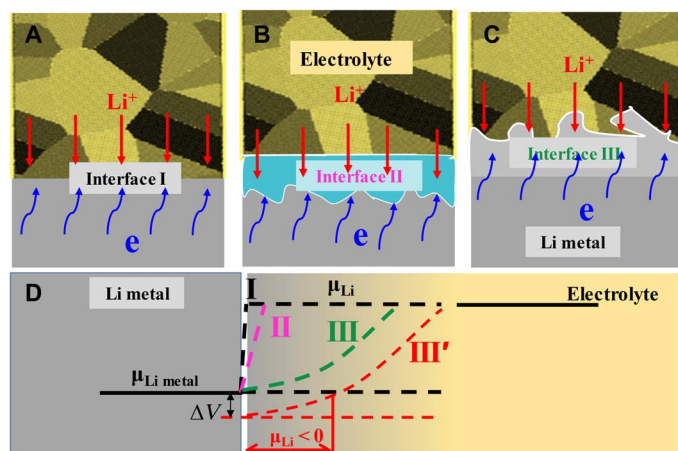 A
B
C
Electrolyte
Li⁺
Li⁺
Li⁺
Interface I
Interface II
Interface III
e
e
e
Li metal
D
Li metal
I
μLi
Electrolyte
II
III
III′
μLi metal
ΔV
μLi < 0